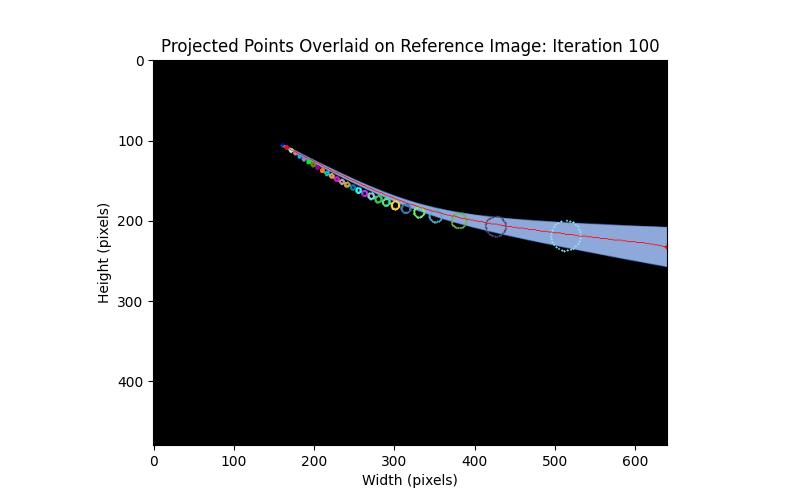 Projected Points Overlaid on Reference Image: Iteration 100
0
100
200
300
400
Height (pixels)
0 100 200 300 400 500 600
Width (pixels)